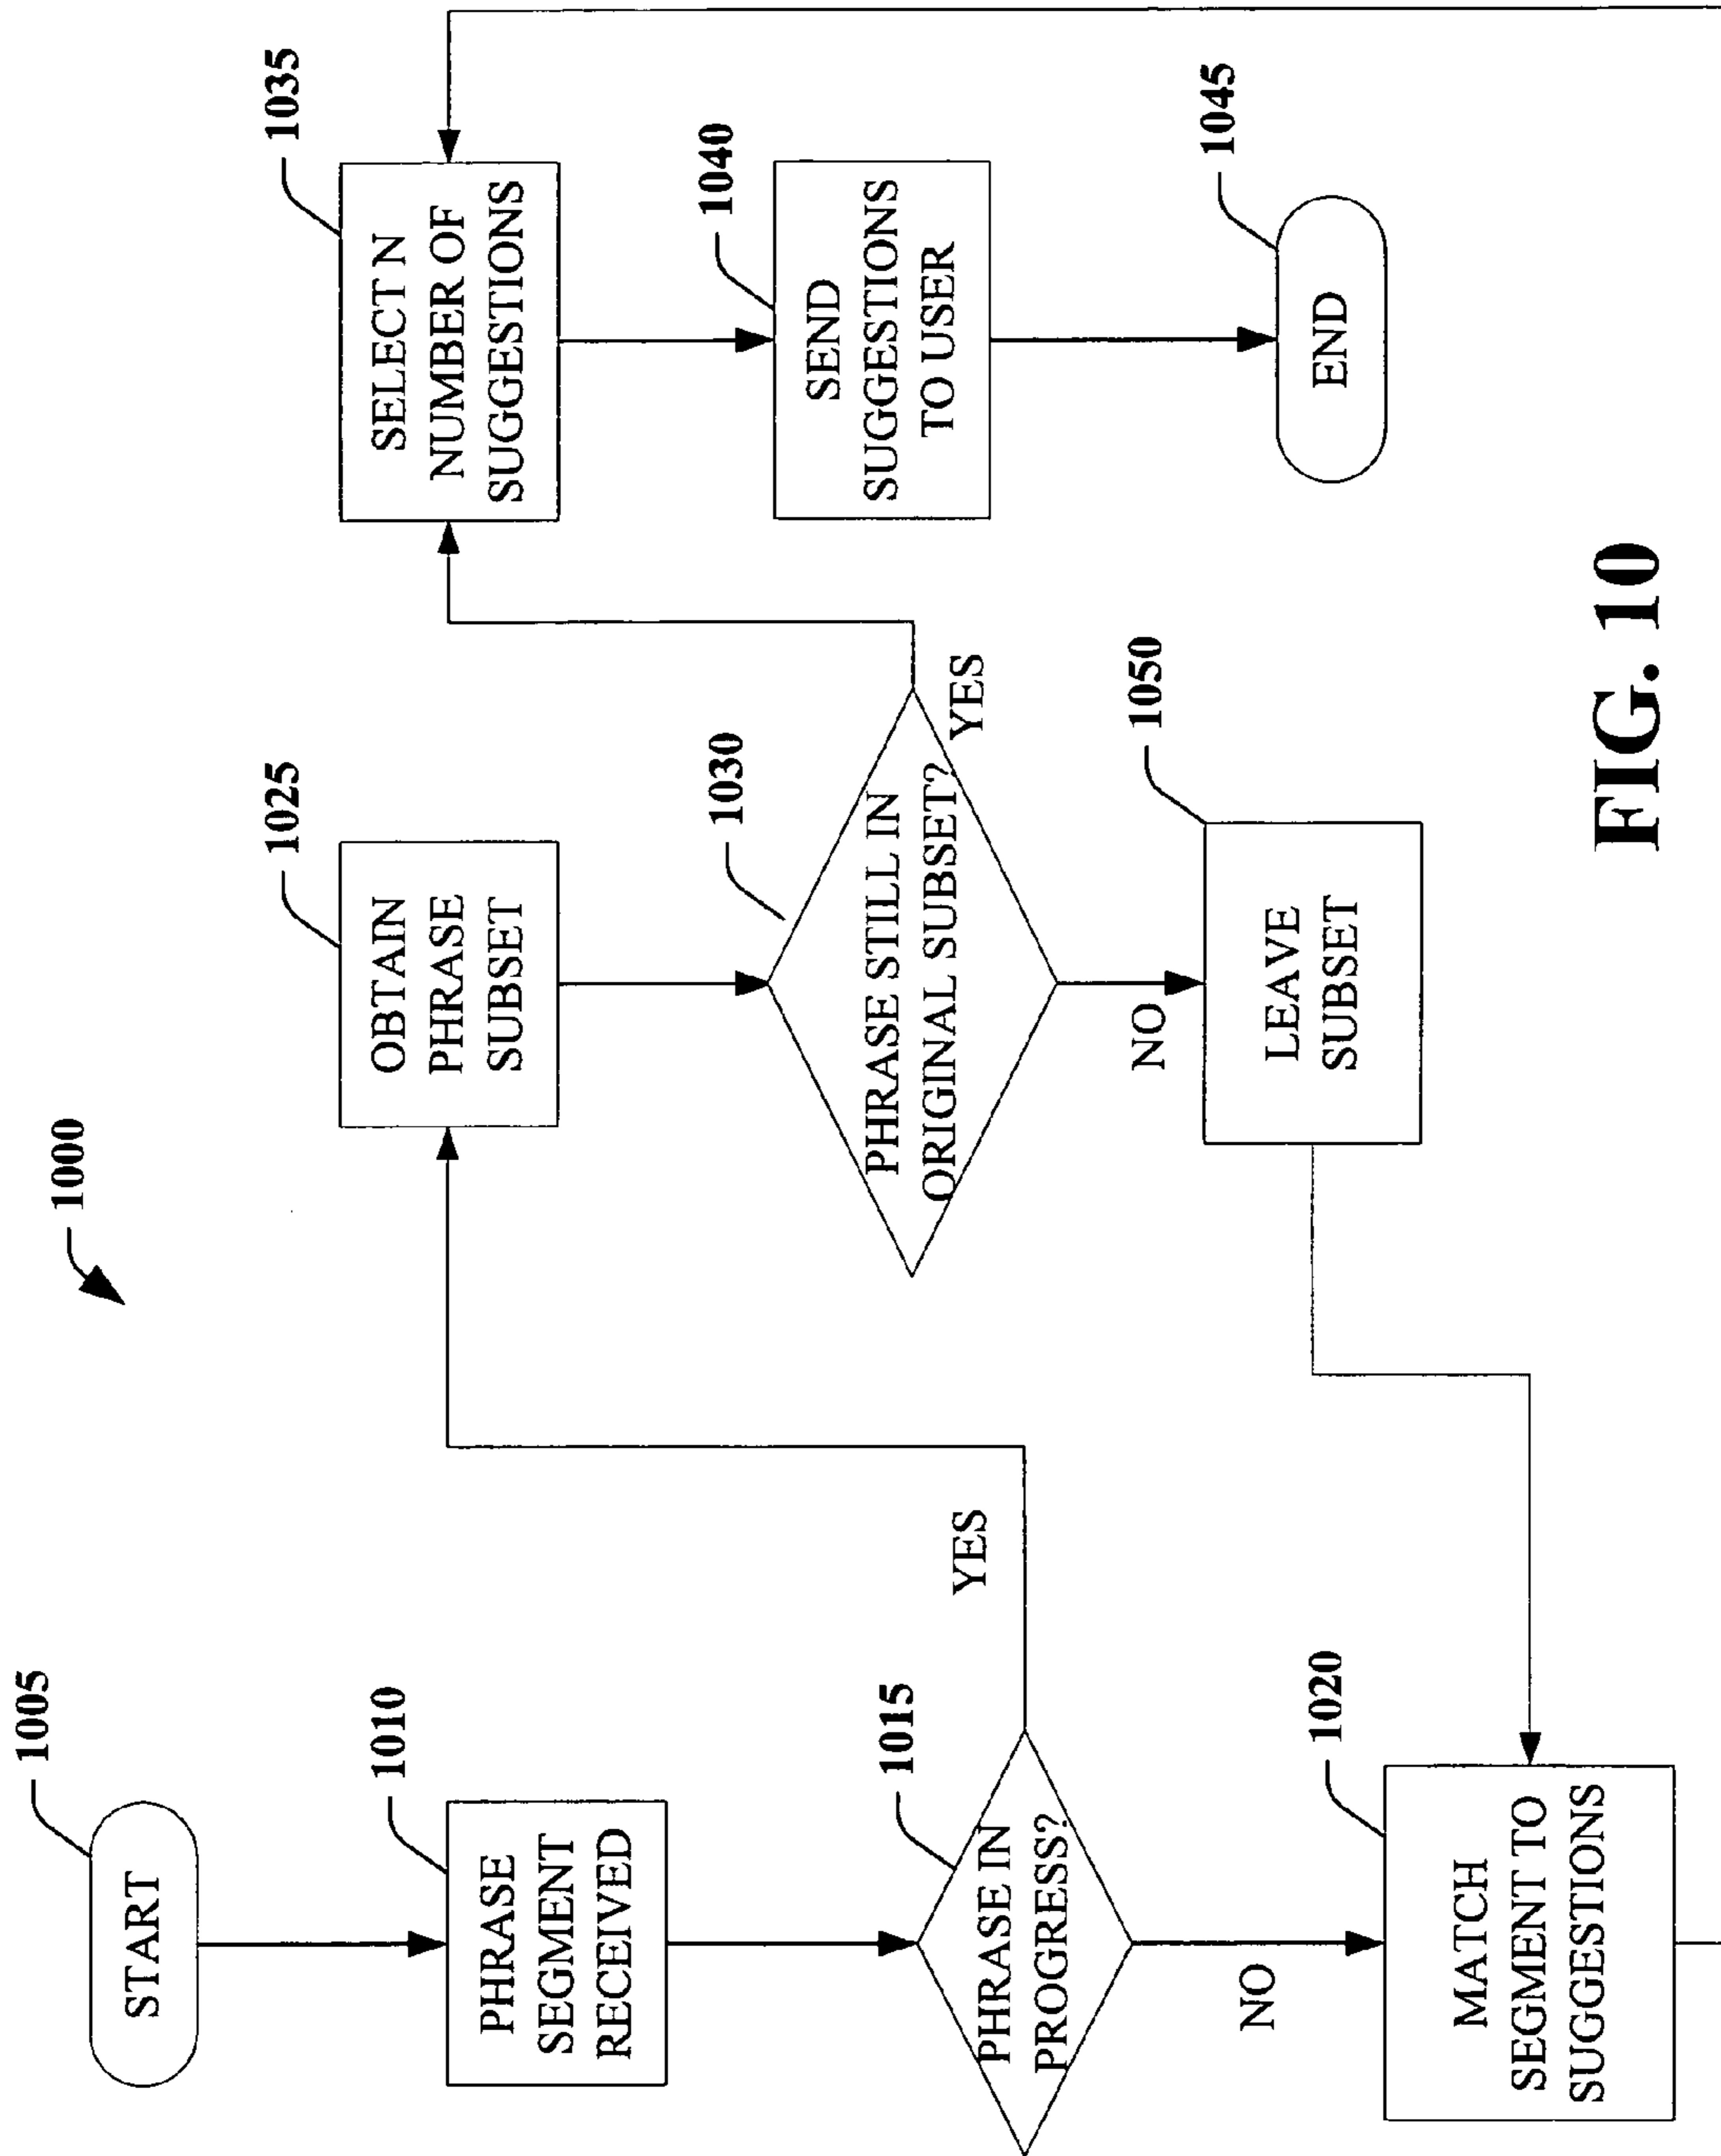 1000
1005
START
1010
PHRASE
SEGMENT
RECEIVED
1015
PHRASE IN
PROGRESS?
YES
NO
1020
MATCH
SEGMENT TO
SUGGESTIONS
1025
OBTAIN
PHRASE
SUBSET
1030
PHRASE STILL IN
ORIGINAL SUBSET?
YES
NO
1050
LEAVE
SUBSET
1035
SELECT N
NUMBER OF
SUGGESTIONS
1040
SEND
SUGGESTIONS
TO USER
1045
END
FIG. 10